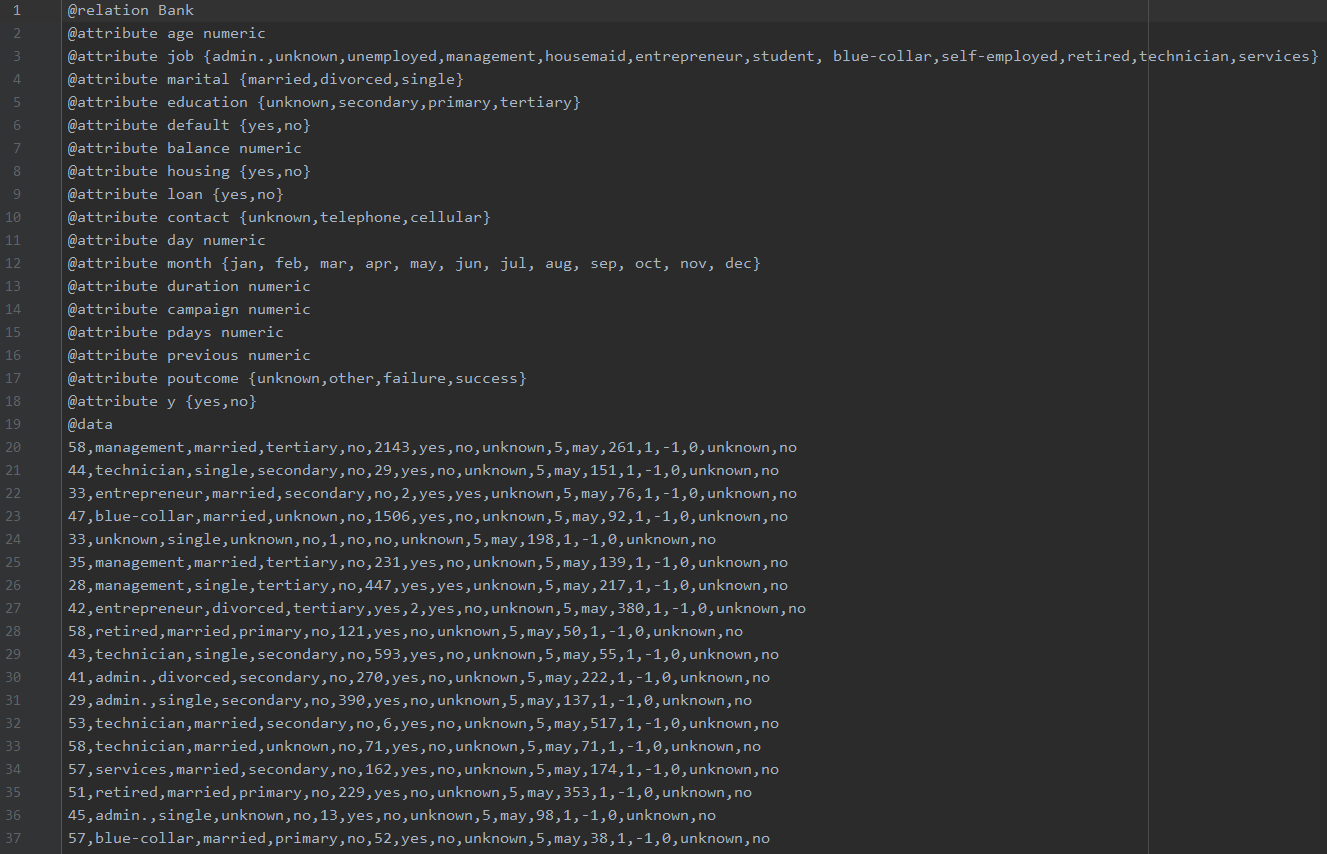 1 @relation Bank
2 @attribute age numeric
3 @attribute job {admin.,unknown,unemployed,management,housemaid,entrepreneur,student, blue-collar,self-employed,retired,technician,services}
4 @attribute marital {married,divorced,single}
5 @attribute education {unknown,secondary,primary,tertiary}
6 @attribute default {yes,no}
7 @attribute balance numeric
8 @attribute housing {yes,no}
9 @attribute loan {yes,no}
10 @attribute contact {unknown,telephone,cellular}
11 @attribute day numeric
12 @attribute month {jan, feb, mar, apr, may, jun, jul, aug, sep, oct, nov, dec}
13 @attribute duration numeric
14 @attribute campaign numeric
15 @attribute pdays numeric
16 @attribute previous numeric
17 @attribute poutcome {unknown,other,failure,success}
18 @attribute y {yes,no}
19 @data
20 58,management,married,tertiary,no,2143,yes,no,unknown,5,may,261,1,-1,0,unknown,no
21 44,technician,single,secondary,no,29,yes,no,unknown,5,may,151,1,-1,0,unknown,no
22 33,entrepreneur,married,secondary,no,2,yes,yes,unknown,5,may,76,1,-1,0,unknown,no
23 47,blue-collar,married,unknown,no,1506,yes,no,unknown,5,may,92,1,-1,0,unknown,no
24 33,unknown,single,unknown,no,1,no,no,unknown,5,may,198,1,-1,0,unknown,no
25 35,management,married,tertiary,no,231,yes,no,unknown,5,may,139,1,-1,0,unknown,no
26 28,management,single,tertiary,no,447,yes,yes,unknown,5,may,217,1,-1,0,unknown,no
27 42,entrepreneur,divorced,tertiary,yes,2,yes,no,unknown,5,may,380,1,-1,0,unknown,no
28 58,retired,married,primary,no,121,yes,no,unknown,5,may,50,1,-1,0,unknown,no
29 43,technician,single,secondary,no,593,yes,no,unknown,5,may,55,1,-1,0,unknown,no
30 41,admin.,divorced,secondary,no,270,yes,no,unknown,5,may,222,1,-1,0,unknown,no
31 29,admin.,single,secondary,no,390,yes,no,unknown,5,may,137,1,-1,0,unknown,no
32 53,technician,married,secondary,no,6,yes,no,unknown,5,may,517,1,-1,0,unknown,no
33 58,technician,married,unknown,no,71,yes,no,unknown,5,may,71,1,-1,0,unknown,no
34 57,services,married,secondary,no,162,yes,no,unknown,5,may,174,1,-1,0,unknown,no
35 51,retired,married,primary,no,229,yes,no,unknown,5,may,353,1,-1,0,unknown,no
36 45,admin.,single,unknown,no,13,yes,no,unknown,5,may,98,1,-1,0,unknown,no
37 57,blue-collar,married,primary,no,52,yes,no,unknown,5,may,38,1,-1,0,unknown,no